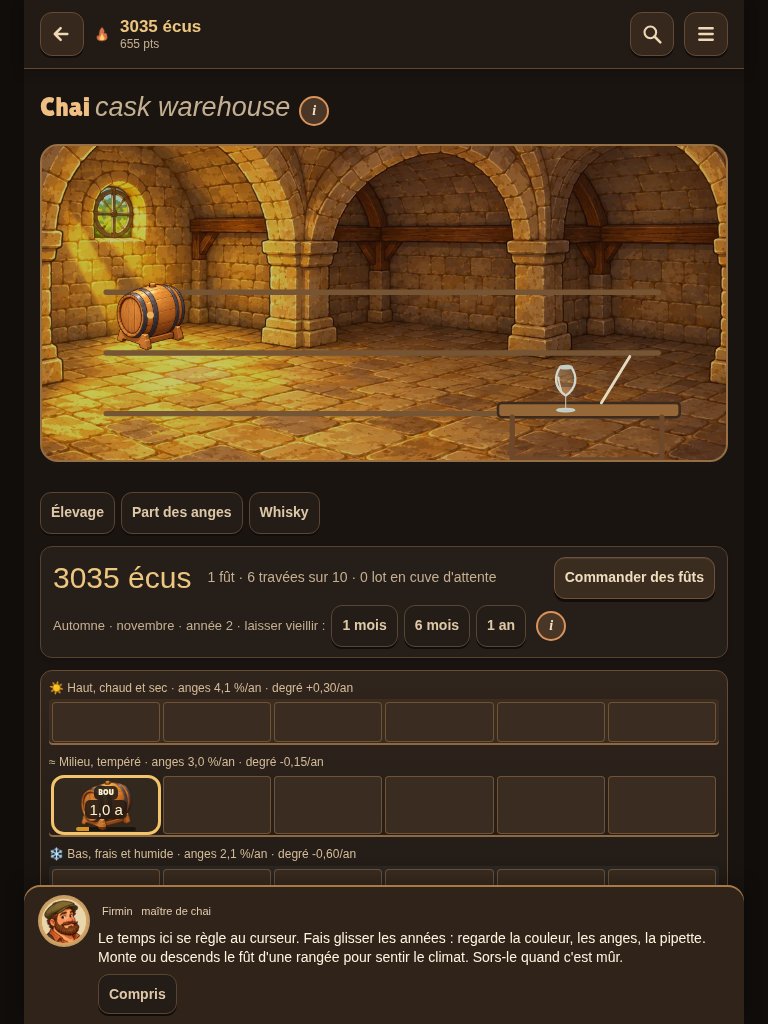 3035 écus
655 pts
Chai cask warehouse i
Élevage Part des anges Whisky
3035 écus 1 fût · 6 travées sur 10 · 0 lot en cuve d'attente Commander des fûts
Automne · novembre · année 2 · laisser vieillir : 1 mois 6 mois 1 an i
Haut, chaud et sec · anges 4,1 %/an · degré +0,30/an
≈ Milieu, tempéré · anges 3,0 %/an · degré -0,15/an
BOU
1,0 a
Bas, frais et humide · anges 2,1 %/an · degré -0,60/an
Firmin maître de chai
Le temps ici se règle au curseur. Fais glisser les années : regarde la couleur, les anges, la pipette.
Monte ou descends le fût d'une rangée pour sentir le climat. Sors-le quand c'est mûr.
Compris